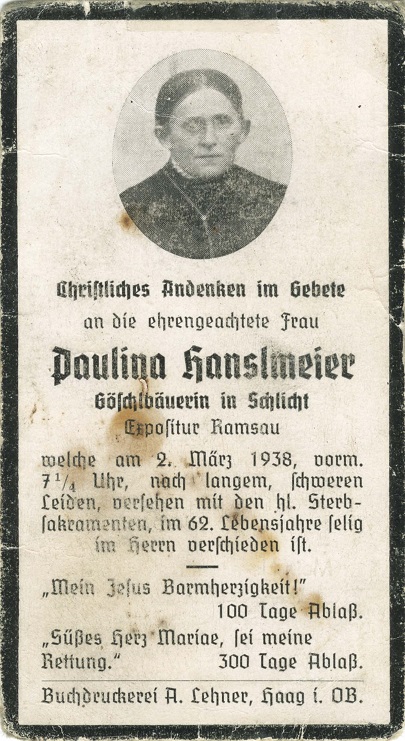 Christliches Andenken im Gebete
an die ehrengeachtete Frau
Paulina Hanslmeier
Göschlbäuerin in Schlicht
Expositur Ramsau
welche am 2. März 1938, vorm.
7 1/4 Uhr, nach langem, schweren
Leiden, versehen mit den hl. Sterb-
sakramenten, im 62. Lebensjahre selig
im Herrn verschieden ist.
„Mein Jesus Barmherzigkeit!"
100 Tage Ablaß.
„Süßes Herz Mariae, sei meine
Rettung." 300 Tage Ablaß.
Buchdruckerei A. Lehner, Haag i. OB.